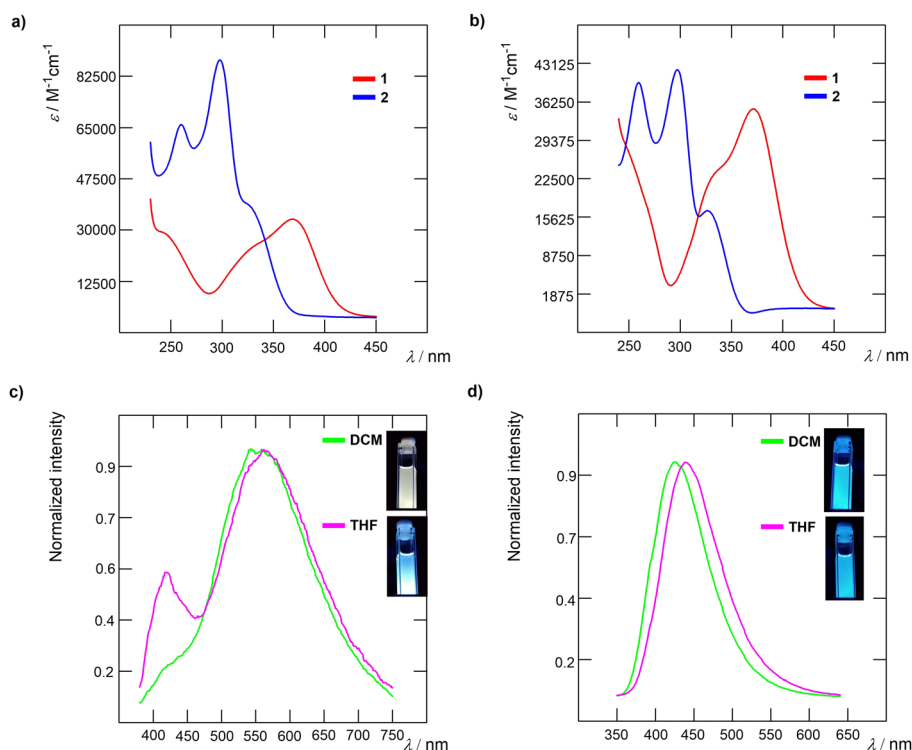 a)
ε / M⁻¹cm⁻¹
82500
65000
47500
30000
12500
1
2
250 300 350 400 450
λ / nm
b)
ε / M⁻¹cm⁻¹
43125
36250
29375
22500
15625
8750
1875
1
2
250 300 350 400 450
λ / nm
c)
Normalized intensity
0.9
0.7
0.6
0.4
0.2
DCM
THF
400 450 500 550 600 650 700 750
λ / nm
d)
Normalized intensity
0.9
0.7
0.4
0.2
DCM
THF
350 400 450 500 550 600 650
λ / nm